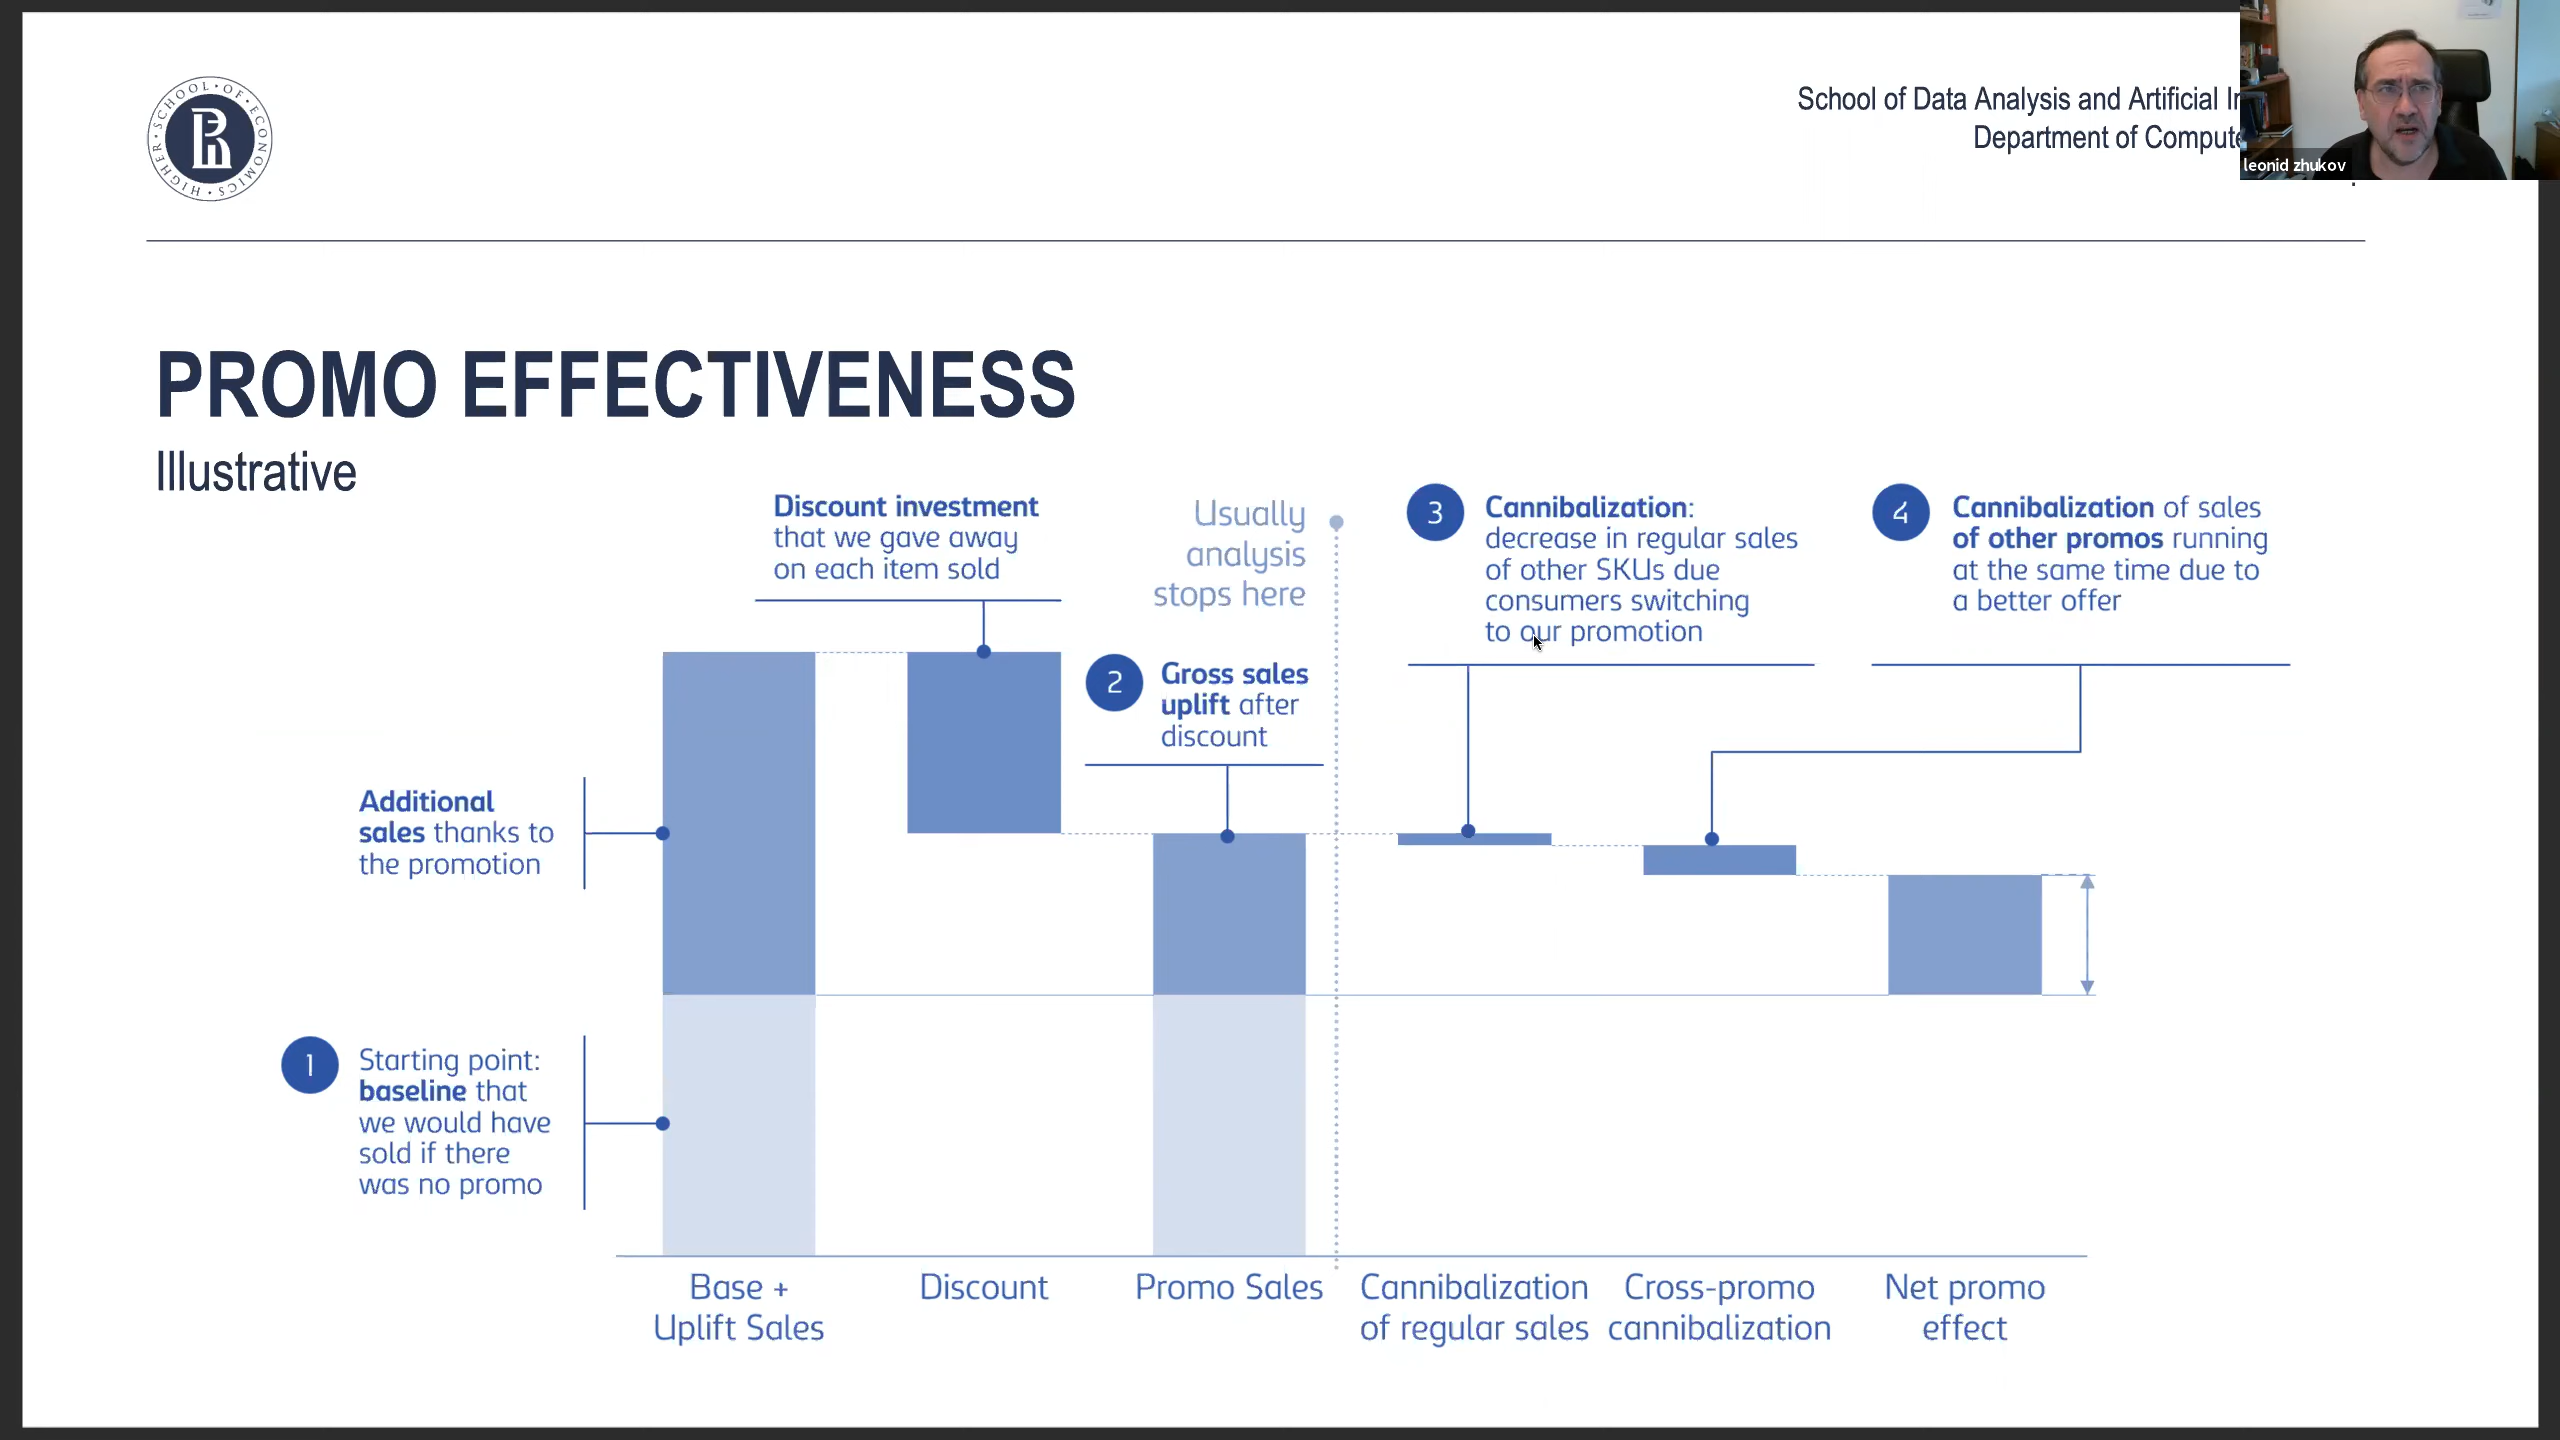 HIGHER • SCHOOL • OF • ECONOMICS •
School of Data Analysis and Artificial
Department of
leonid zhukov
PROMO EFFECTIVENESS
Illustrative
Discount investment
that we gave away
on each item sold
Usually
analysis
stops here
3
Cannibalization:
decrease in regular sales
of other SKUs due
consumers switching
to our promotion
4
Cannibalization of sales
of other promos running
at the same time due to
a better offer
2
Gross sales
uplift after
discount
Additional
sales thanks to
the promotion
1
Starting point:
baseline that
we would have
sold if there
was no promo
Base +
Uplift Sales
Discount
Promo Sales
Cannibalization
of regular sales
Cross-promo
cannibalization
Net promo
effect